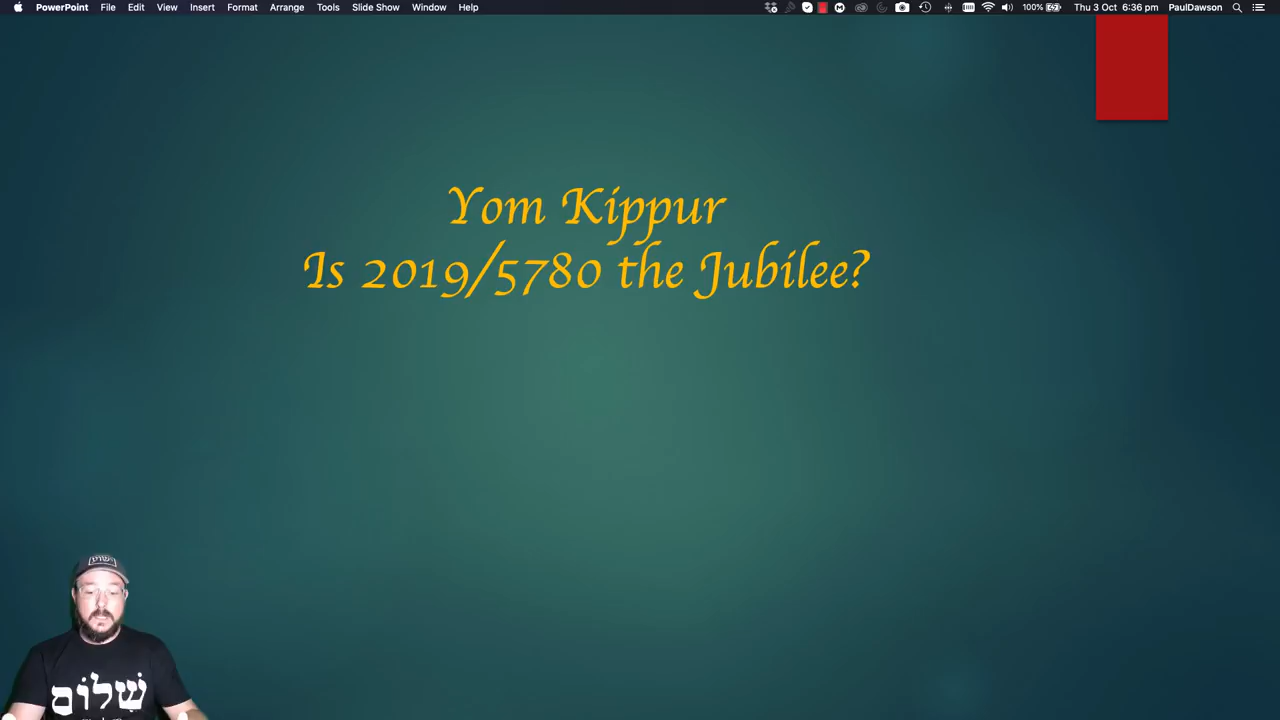 PowerPoint File Edit View Insert Format Arrange Tools Slide Show Window Help 100% Thu 3 Oct 6:36 pm PaulDawson
Yom Kippur
Is 2019/5780 the Jubilee?
שָׁלוֹם